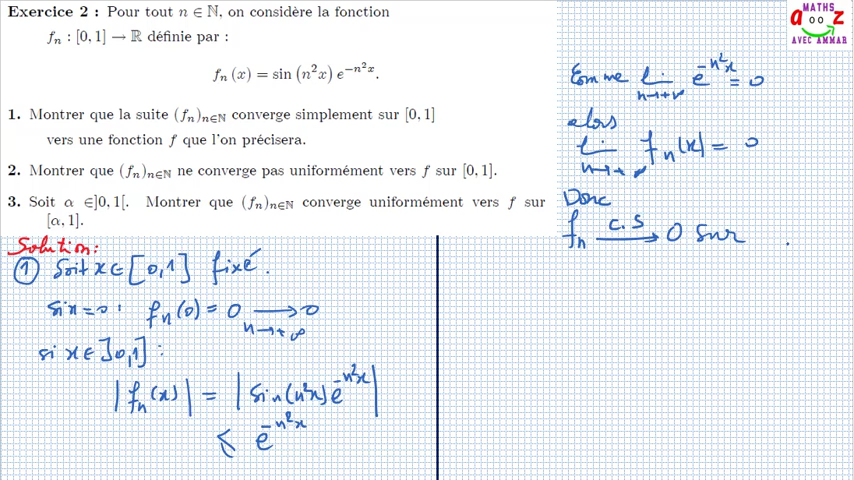 Exercice 2 : Pour tout n ∈ ℕ, on considère la fonction
fₙ : [0, 1] → ℝ définie par :
fₙ (x) = sin (n²x) e^{−n²x}.
1. Montrer que la suite (fₙ)ₙ∈ℕ converge simplement sur [0, 1]
vers une fonction f que l'on précisera.
2. Montrer que (fₙ)ₙ∈ℕ ne converge pas uniformément vers f sur [0, 1].
3. Soit α ∈]0, 1[. Montrer que (fₙ)ₙ∈ℕ converge uniformément vers f sur
[α, 1].
Solution:
① Soit x ∈ [0,1] fixé.
si x=0 : fₙ(0) = 0 ⟶ 0
n→+∞
si x ∈ ]0,1] :
|fₙ(x)| = |sin(n²x) e^{-n²x}|
≤ e^{-n²x}
MATHS
a oo z
AVEC AMMAR
Comme lim e^{-n²x} = 0
n→+∞
alors
lim fₙ(x) = 0
n→+∞
Donc
fₙ ⟶ C.S 0 sur